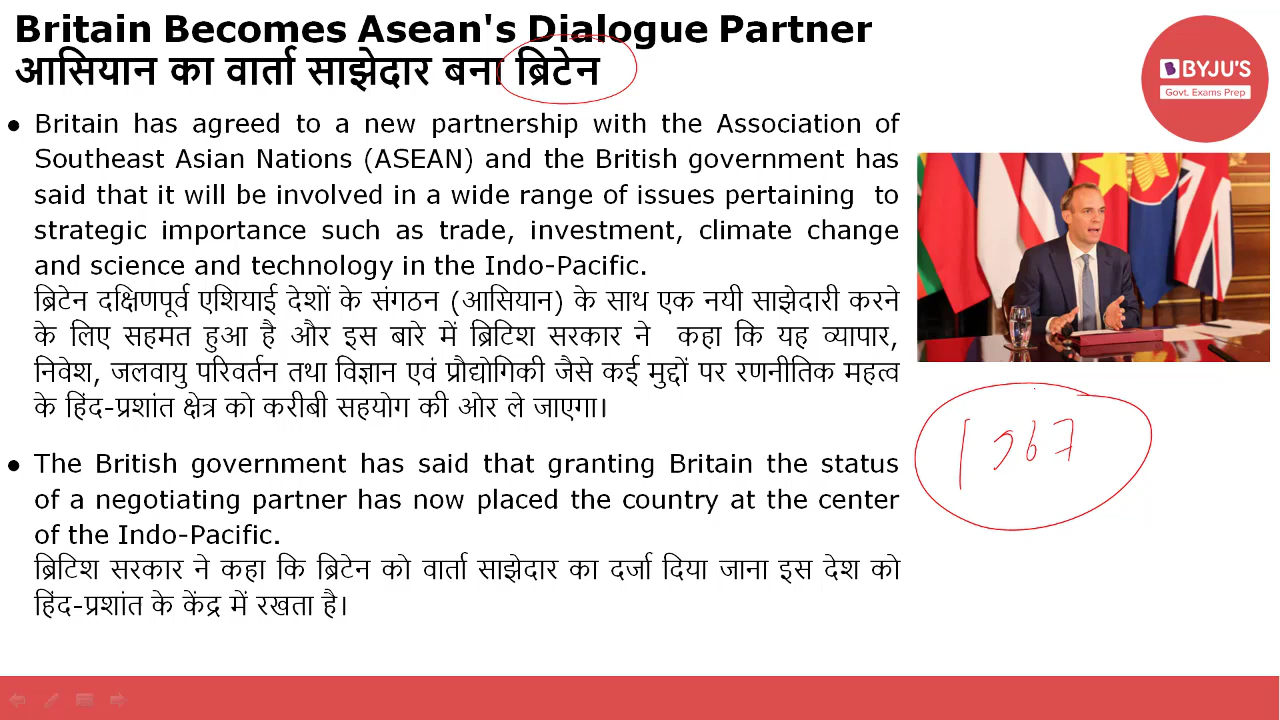 Britain Becomes Asean's Dialogue Partner
आसियान का वार्ता साझेदार बना ब्रिटेन
BYJU'S
Govt. Exams Prep
● Britain has agreed to a new partnership with the Association of
Southeast Asian Nations (ASEAN) and the British government has
said that it will be involved in a wide range of issues pertaining to
strategic importance such as trade, investment, climate change
and science and technology in the Indo-Pacific.
ब्रिटेन दक्षिणपूर्व एशियाई देशों के संगठन (आसियान) के साथ एक नयी साझेदारी करने
के लिए सहमत हुआ है और इस बारे में ब्रिटिश सरकार ने कहा कि यह व्यापार,
निवेश, जलवायु परिवर्तन तथा विज्ञान एवं प्रौद्योगिकी जैसे कई मुद्दों पर रणनीतिक महत्व
के हिंद-प्रशांत क्षेत्र को करीबी सहयोग की ओर ले जाएगा।
● The British government has said that granting Britain the status
of a negotiating partner has now placed the country at the center
of the Indo-Pacific.
ब्रिटिश सरकार ने कहा कि ब्रिटेन को वार्ता साझेदार का दर्जा दिया जाना इस देश को
हिंद-प्रशांत के केंद्र में रखता है।
1967